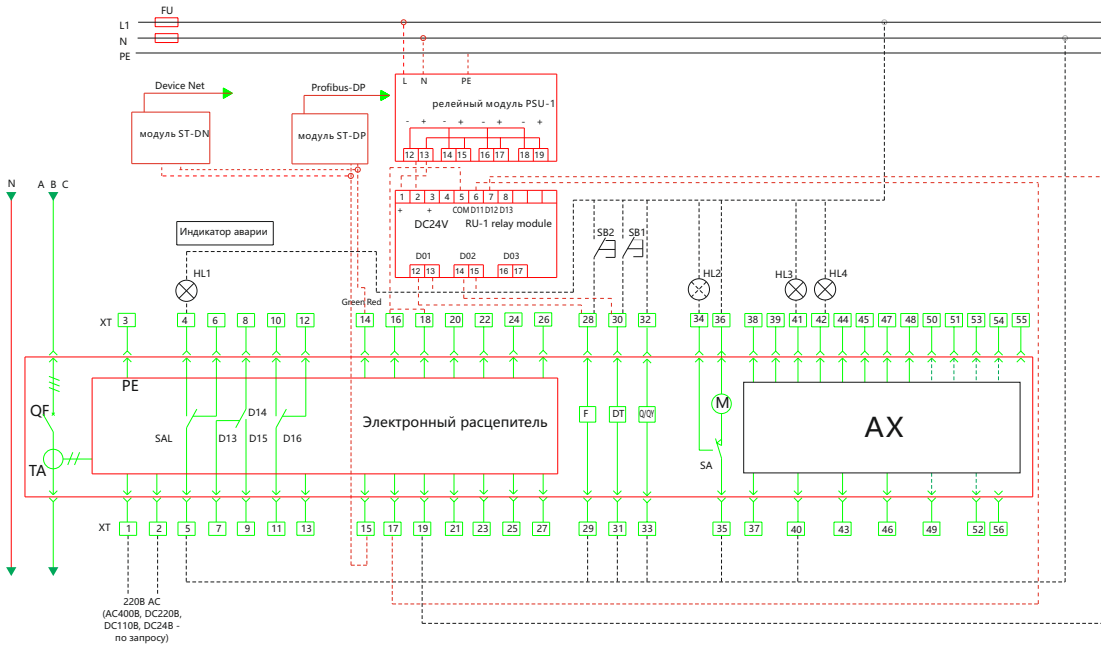 FU
L1
N
PE
Device Net
Profibus-DP
L N PE
релейный модуль PSU-1
- + - + - + - +
12 13 14 15 16 17 18 19
модуль ST-DN
модуль ST-DP
N A B C
1 2 3 4 5 6 7 8
+ + COM D11 D12 D13
DC24V RU-1 relay module
D01 D02 D03
12 13 14 15 16 17
Индикатор аварии
SB2 SB1
HL1
HL2 HL3 HL4
Green Red
XT 3 4 6 8 10 12 14 16 18 20 22 24 26 28 30 32 34 36 38 39 41 42 44 45 47 48 50 51 53 54 55
PE
QF
TA
SAL
D13
D14
D15
D16
Электронный расцепитель
F DT Q/QY
M
SA
AX
XT 1 2 5 7 9 11 13 15 17 19 21 23 25 27 29 31 33 35 37 40 43 46 49 52 56
220В AC
(AC400В, DC220В,
DC110В, DC24В -
по запросу)